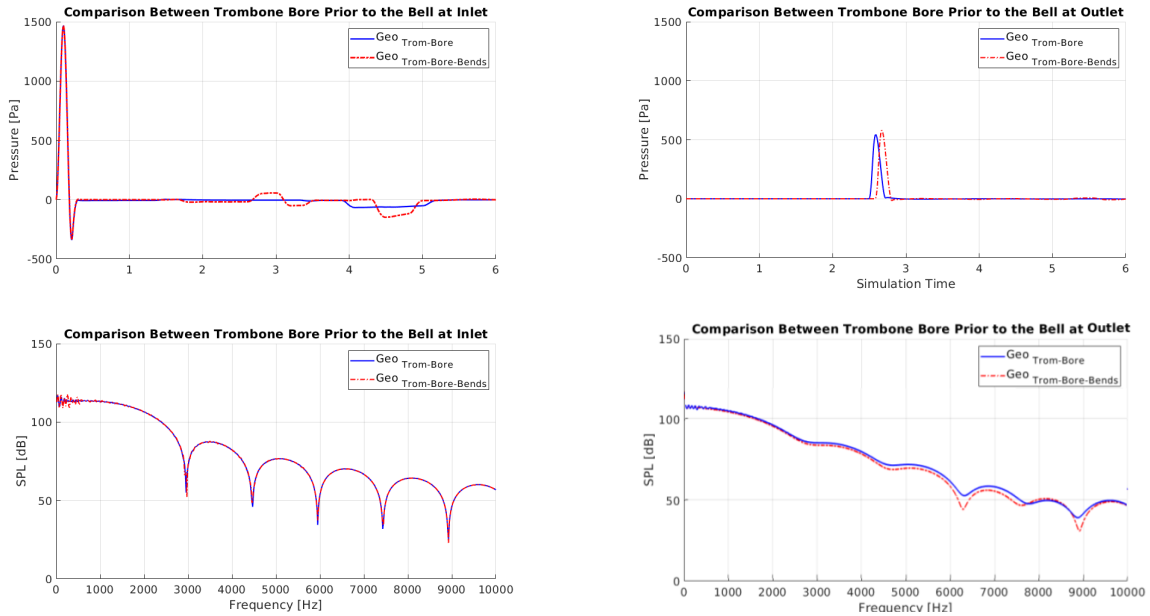 Comparison Between Trombone Bore Prior to the Bell at Inlet
Pressure [Pa]
1500
1000
500
0
-500
0 1 2 3 4 5 6
Geo Trom-Bore
Geo Trom-Bore-Bends
Comparison Between Trombone Bore Prior to the Bell at Outlet
Pressure [Pa]
1500
1000
500
0
-500
0 1 2 3 4 5 6
Simulation Time
Geo Trom-Bore
Geo Trom-Bore-Bends
Comparison Between Trombone Bore Prior to the Bell at Inlet
SPL [dB]
150
100
50
0
0 1000 2000 3000 4000 5000 6000 7000 8000 9000 10000
Frequency [Hz]
Geo Trom-Bore
Geo Trom-Bore-Bends
Comparison Between Trombone Bore Prior to the Bell at Outlet
SPL [dB]
150
100
50
0
0 1000 2000 3000 4000 5000 6000 7000 8000 9000 10000
Frequency [Hz]
Geo Trom-Bore
Geo Trom-Bore-Bends